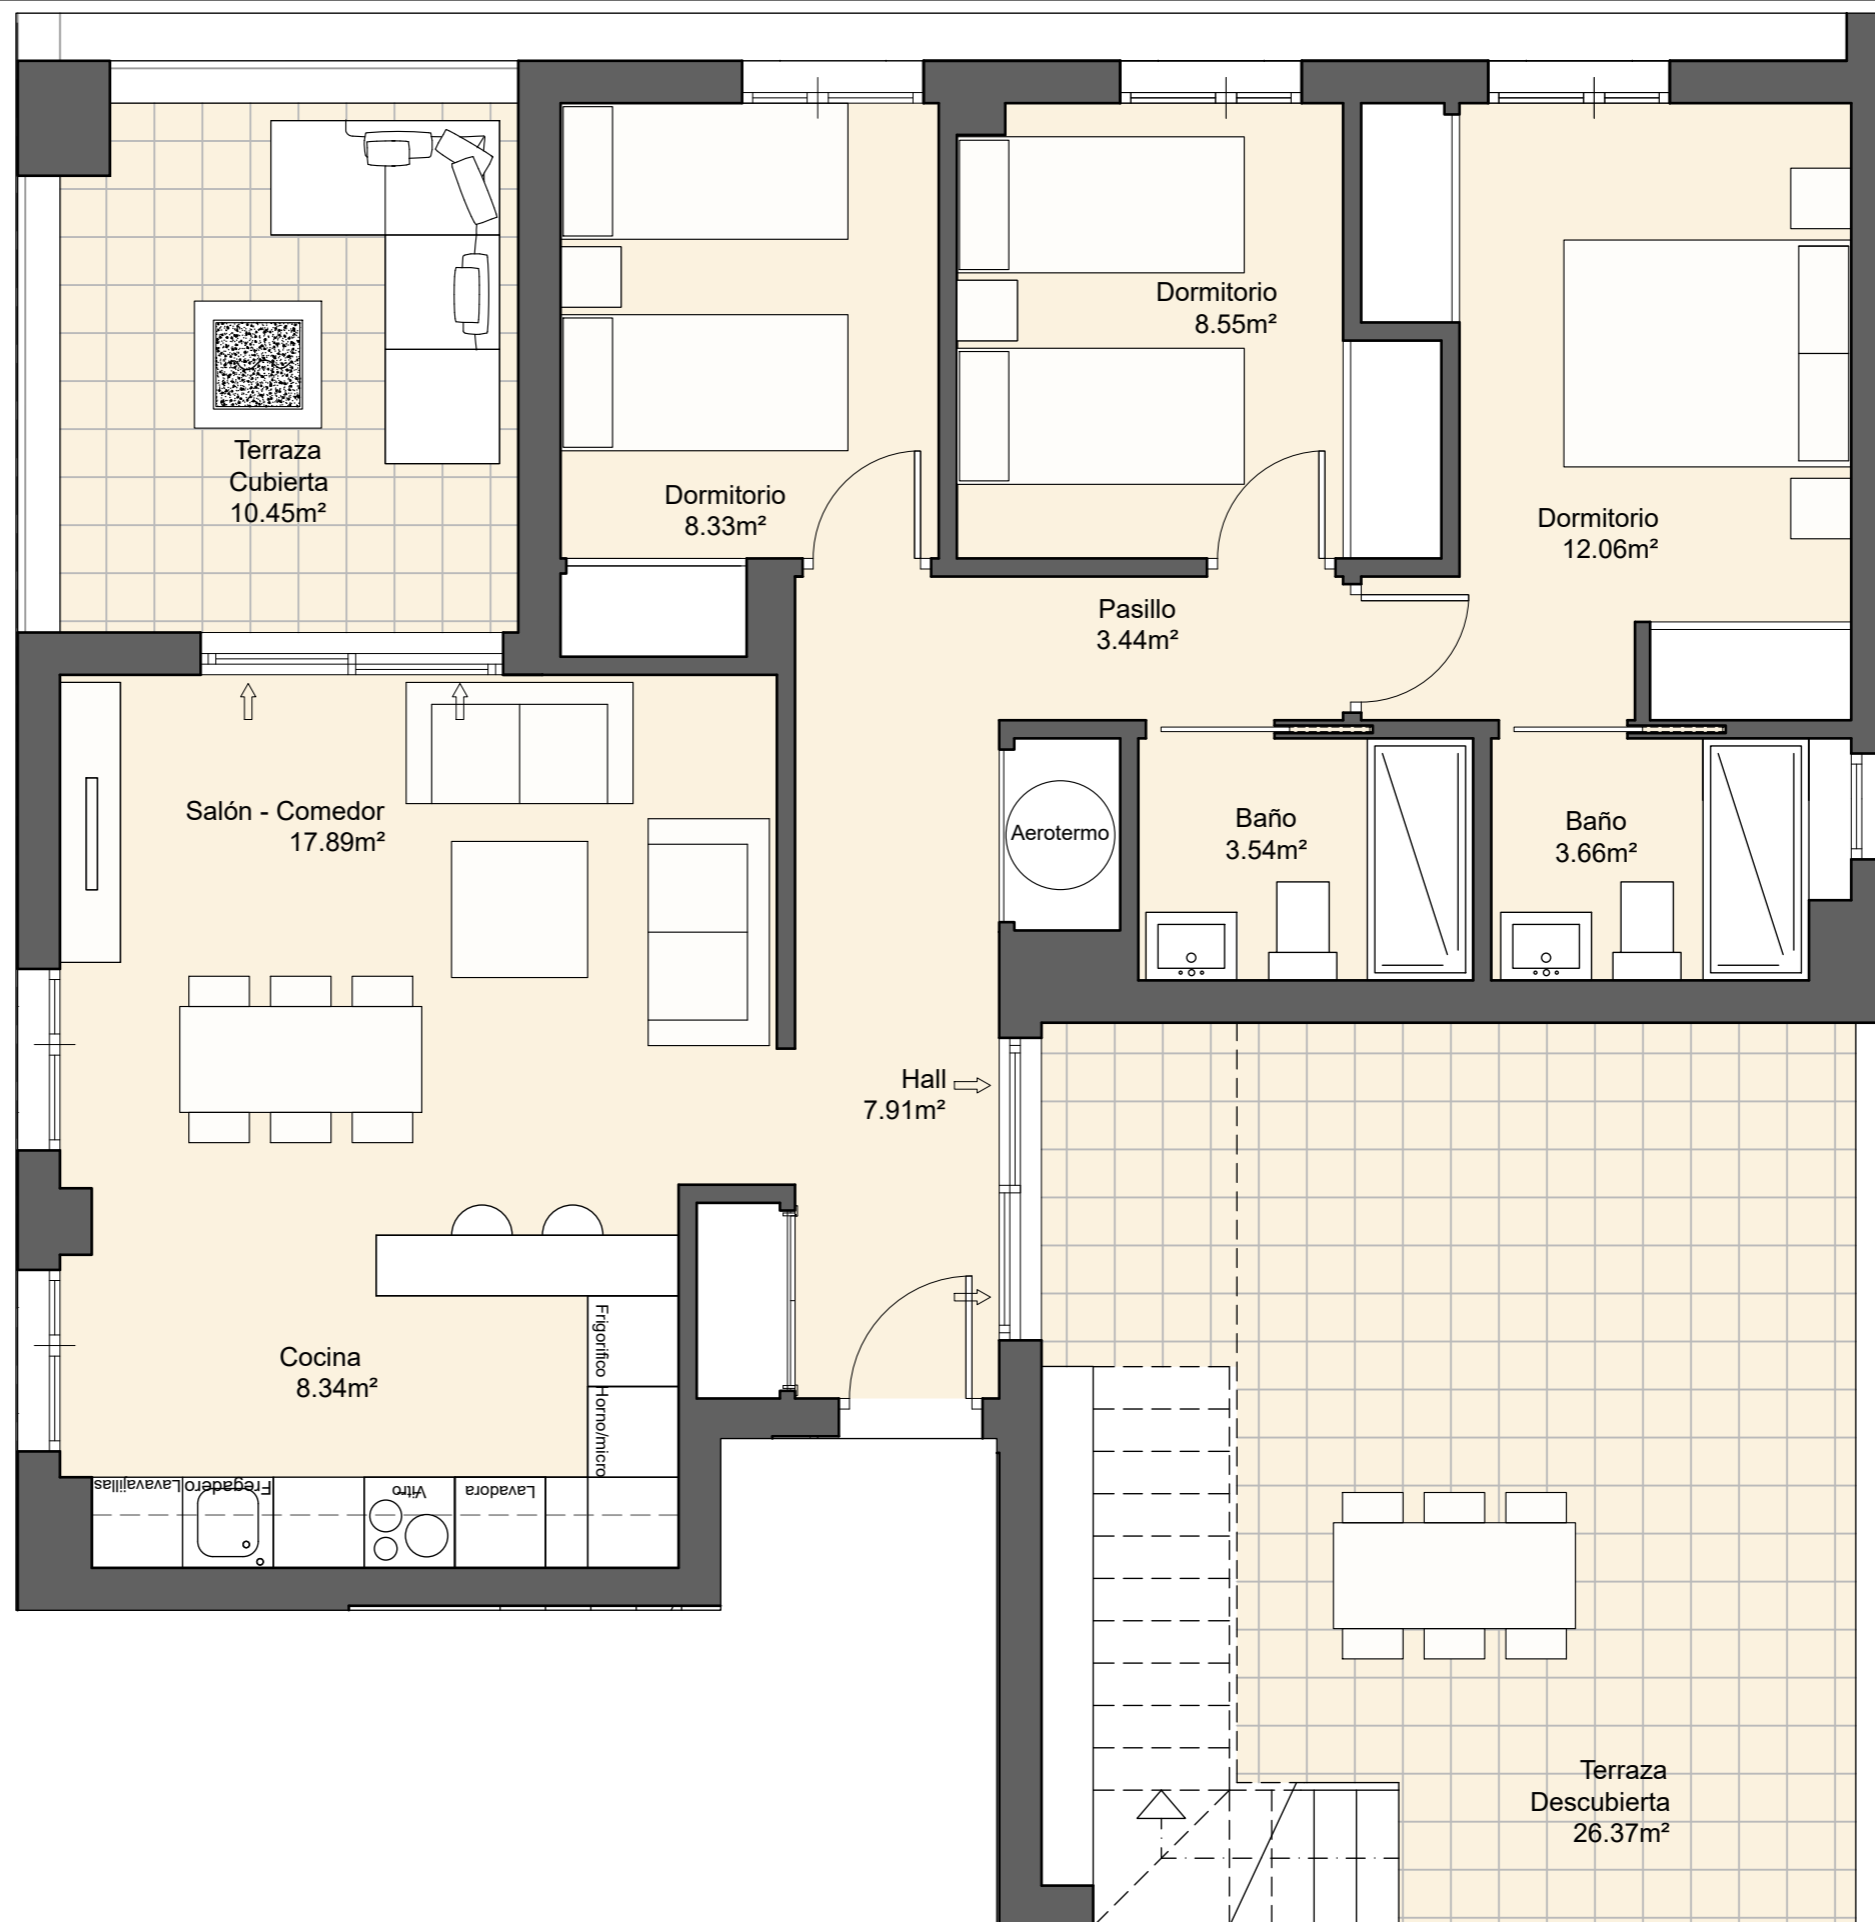 Dormitorio
8.55m²
Terraza
Cubierta
10.45m²
Dormitorio
8.33m²
Dormitorio
12.06m²
Pasillo
3.44m²
Salón - Comedor
17.89m²
Aerotermo
Baño
3.54m²
Baño
3.66m²
Hall
7.91m²
Cocina
8.34m²
Frigorifico
Horno/micro
Lavavajillas
Fregadero
Vitro
Lavadora
Terraza
Descubierta
26.37m²